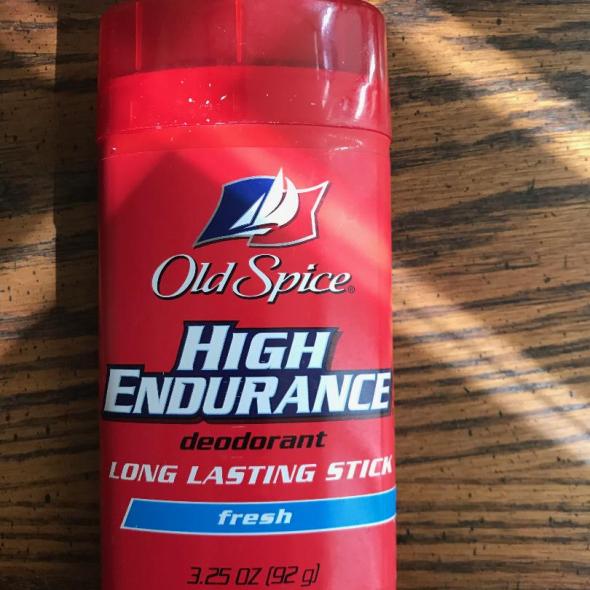 Old Spice®
HIGH
ENDURANCE
deodorant
LONG LASTING STICK
fresh
3.25 OZ (92 g)